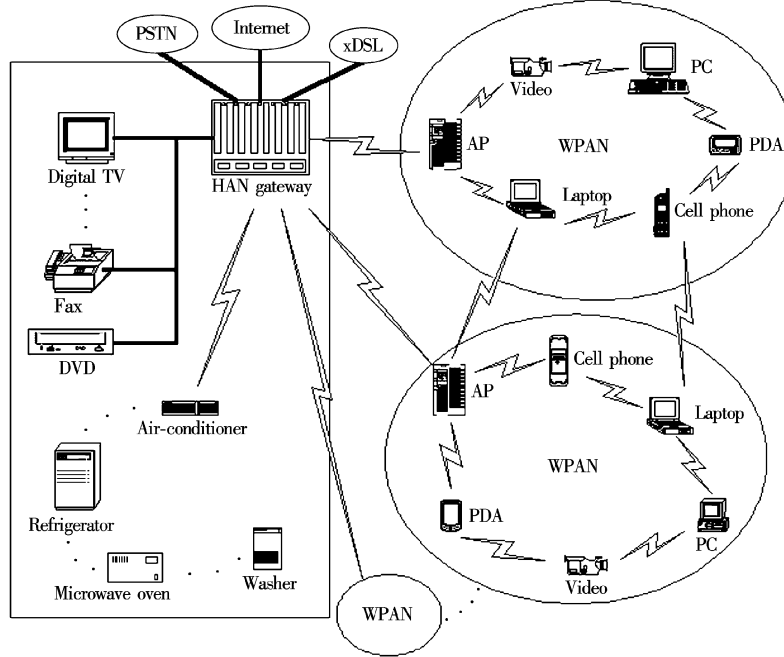 PSTN
Internet
xDSL
Digital TV
HAN gateway
Fax
DVD
Air-conditioner
Refrigerator
Microwave oven
Washer
Video
PC
AP
WPAN
PDA
Laptop
Cell phone
AP
Cell phone
Laptop
WPAN
PDA
PC
Video
WPAN